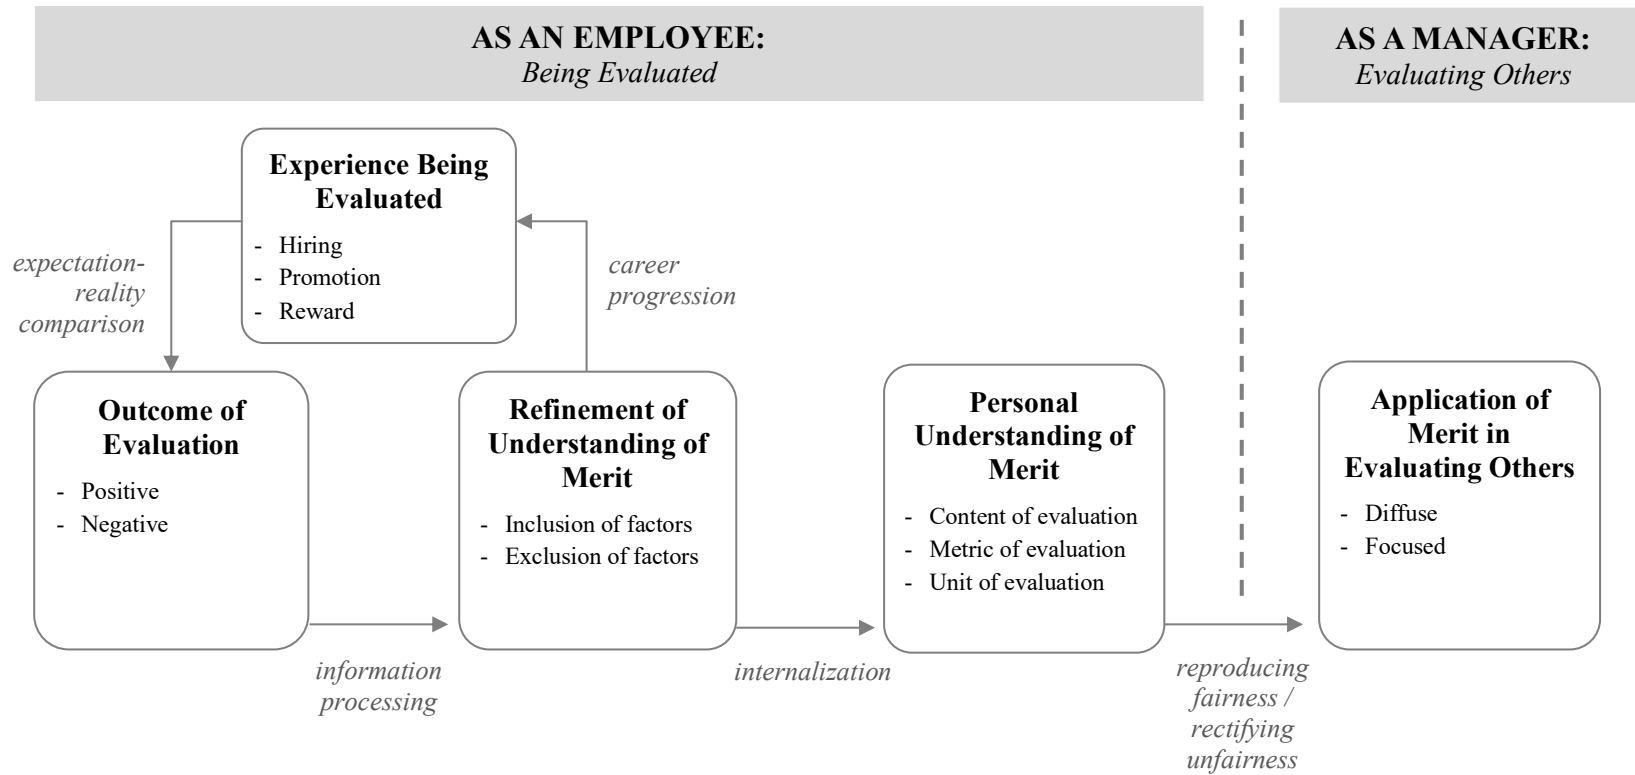 AS AN EMPLOYEE:
Being Evaluated
AS A MANAGER:
Evaluating Others
Experience Being
Evaluated
- Hiring
- Promotion
- Reward
expectation-
reality
comparison
career
progression
Outcome of
Evaluation
- Positive
- Negative
Refinement of
Understanding of
Merit
- Inclusion of factors
- Exclusion of factors
Personal
Understanding of
Merit
- Content of evaluation
- Metric of evaluation
- Unit of evaluation
Application of
Merit in
Evaluating Others
- Diffuse
- Focused
information
processing
internalization
reproducing
fairness /
rectifying
unfairness